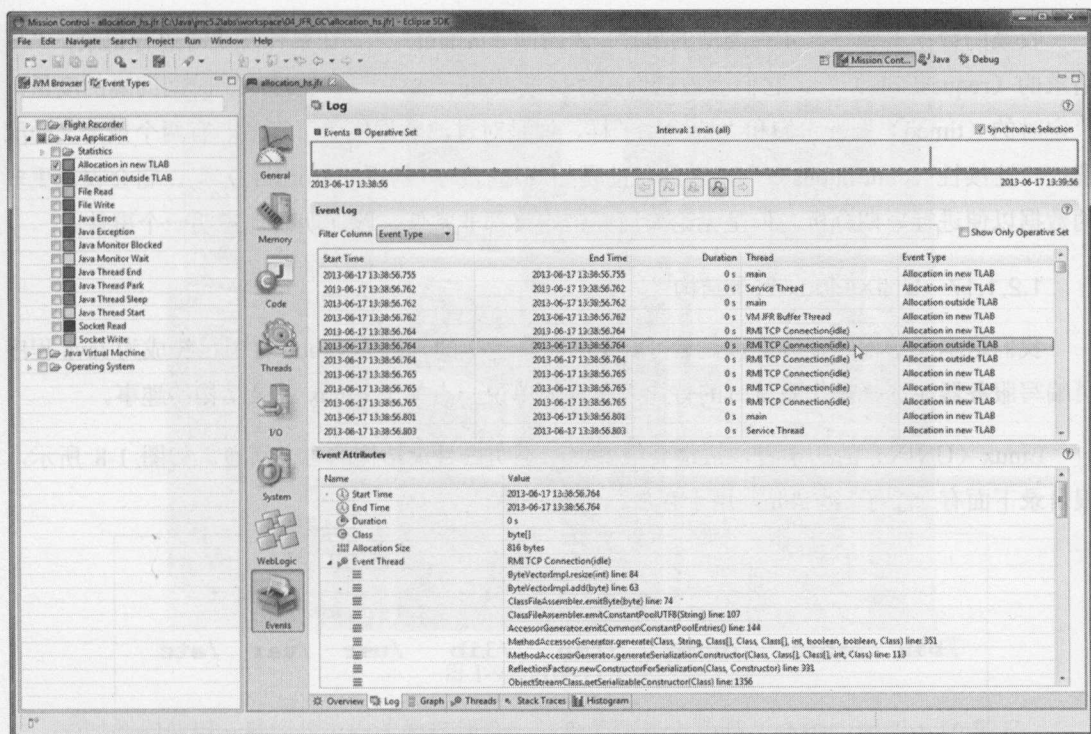 Mission Control - allocation_hs.jfr [C:\Java\jmc5.2\labs\workspace\04_JFR_GC\allocation_hs.jfr] - Eclipse SDK
File Edit Navigate Search Project Run Window Help
Mission Cont... Java Debug
JVM Browser Event Types
allocation_hs.jfr
Flight Recorder
Java Application
Statistics
Allocation in new TLAB
Allocation outside TLAB
File Read
File Write
Java Error
Java Exception
Java Monitor Blocked
Java Monitor Wait
Java Thread End
Java Thread Park
Java Thread Sleep
Java Thread Start
Socket Read
Socket Write
Java Virtual Machine
Operating System
General
Memory
Code
Threads
I/O
System
WebLogic
Events
Log
Events Operative Set Interval: 1 min (all) Synchronize Selection
2013-06-17 13:38:56 2013-06-17 13:39:56
Event Log
Filter Column Event Type Show Only Operative Set
Start Time End Time Duration Thread Event Type
2013-06-17 13:38:56.755 2013-06-17 13:38:56.755 0 s main Allocation in new TLAB
2013-06-17 13:38:56.762 2013-06-17 13:38:56.762 0 s Service Thread Allocation in new TLAB
2013-06-17 13:38:56.762 2013-06-17 13:38:56.762 0 s main Allocation outside TLAB
2013-06-17 13:38:56.762 2013-06-17 13:38:56.762 0 s VM JFR Buffer Thread Allocation in new TLAB
2013-06-17 13:38:56.764 2013-06-17 13:38:56.764 0 s RMI TCP Connection(idle) Allocation in new TLAB
2013-06-17 13:38:56.764 2013-06-17 13:38:56.764 0 s RMI TCP Connection(idle) Allocation outside TLAB
2013-06-17 13:38:56.764 2013-06-17 13:38:56.764 0 s RMI TCP Connection(idle) Allocation in new TLAB
2013-06-17 13:38:56.765 2013-06-17 13:38:56.765 0 s RMI TCP Connection(idle) Allocation in new TLAB
2013-06-17 13:38:56.765 2013-06-17 13:38:56.765 0 s RMI TCP Connection(idle) Allocation in new TLAB
2013-06-17 13:38:56.765 2013-06-17 13:38:56.765 0 s RMI TCP Connection(idle) Allocation in new TLAB
2013-06-17 13:38:56.801 2013-06-17 13:38:56.801 0 s main Allocation in new TLAB
2013-06-17 13:38:56.803 2013-06-17 13:38:56.803 0 s Service Thread Allocation in new TLAB
Event Attributes
Name Value
Start Time 2013-06-17 13:38:56.764
End Time 2013-06-17 13:38:56.764
Duration 0 s
Class byte[]
Allocation Size 816 bytes
Event Thread RMI TCP Connection(idle)
ByteVectorImpl.resize(int) line: 84
ByteVectorImpl.add(byte) line: 63
ClassFileAssembler.emitByte(byte) line: 74
ClassFileAssembler.emitConstantPoolUTF8(String) line: 107
AccessorGenerator.emitCommonConstantPoolEntries() line: 144
MethodAccessorGenerator.generate(Class, String, Class[], Class, Class[], int, boolean, boolean, Class) line: 351
MethodAccessorGenerator.generateSerializationConstructor(Class, Class[], Class[], int, Class) line: 113
ReflectionFactory.newConstructorForSerialization(Class, Constructor) line: 331
ObjectStreamClass.getSerializableConstructor(Class) line: 1356
Overview Log Graph Threads Stack Traces Histogram